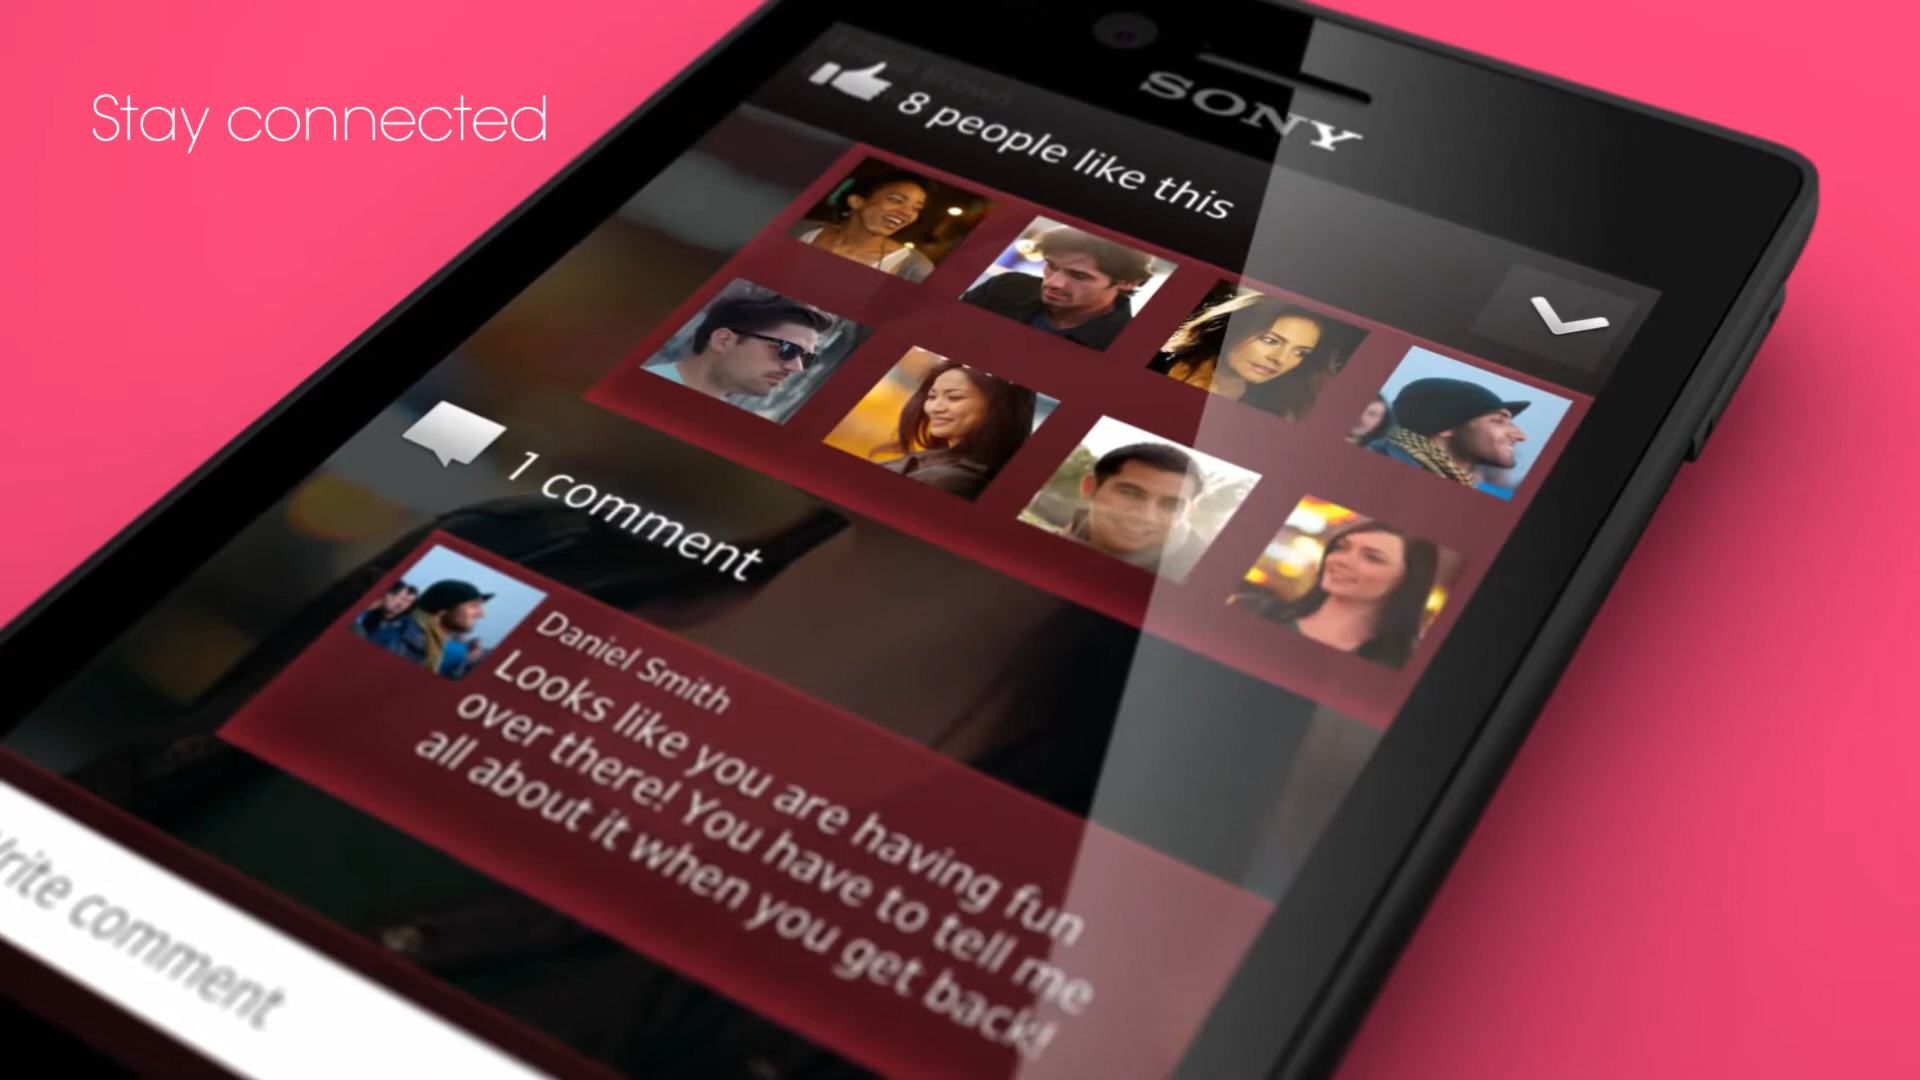 Stay connected
SONY
8 people like this
1 comment
Daniel Smith
Looks like you are having fun
over there! You have to tell me
all about it when you get back!
comment